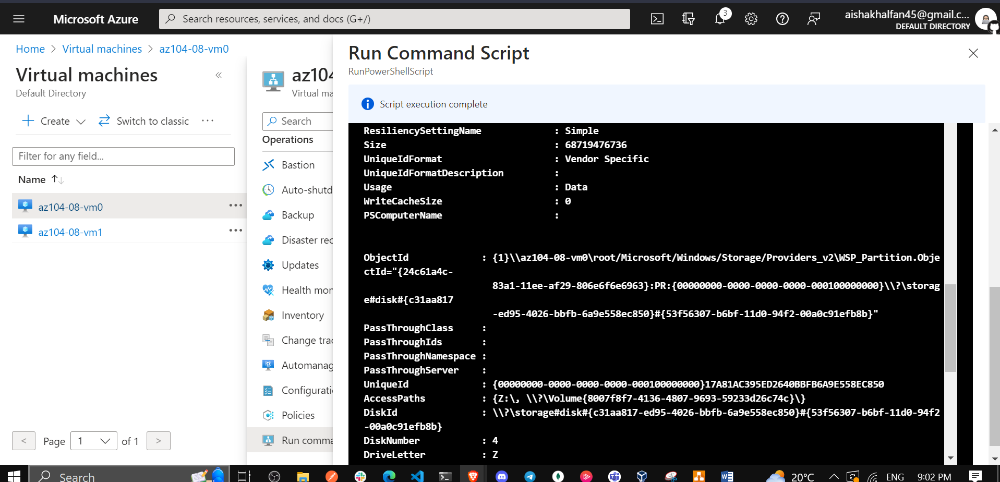 Microsoft Azure
Search resources, services, and docs (G+/)
3
aishakhalfan45@gmail.c...
DEFAULT DIRECTORY
Home > Virtual machines > az104-08-vm0
Virtual machines
Default Directory
Create
Switch to classic
Filter for any field...
Name
az104-08-vm0
az104-08-vm1
< Page 1 of 1 >
az104
Virtual ma
Search
Operations
Bastion
Auto-shutd
Backup
Disaster rec
Updates
Health mor
Inventory
Change tra
Automanag
Configurati
Policies
Run comma
Run Command Script
RunPowerShellScript
Script execution complete
ResiliencySettingName : Simple
Size : 68719476736
UniqueIdFormat : Vendor Specific
UniqueIdFormatDescription :
Usage : Data
WriteCacheSize : 0
PSComputerName :
ObjectId : {1}\\az104-08-vm0\root/Microsoft/Windows/Storage/Providers_v2\WSP_Partition.Obje
ctId="{24c61a4c-
83a1-11ee-af29-806e6f6e6963}:PR:{00000000-0000-0000-0000-000100000000}\\?\storag
e#disk#{c31aa817
-ed95-4026-bbfb-6a9e558ec850}#{53f56307-b6bf-11d0-94f2-00a0c91efb8b}"
PassThroughClass :
PassThroughIds :
PassThroughNamespace :
PassThroughServer :
UniqueId : {00000000-0000-0000-0000-000100000000}17A81AC395ED2640BBFB6A9E558EC850
AccessPaths : {Z:\, \\?\Volume{8007f8f7-4136-4807-9693-59233d26c74c}\}
DiskId : \\?\storage#disk#{c31aa817-ed95-4026-bbfb-6a9e558ec850}#{53f56307-b6bf-11d0-94f2
-00a0c91efb8b}
DiskNumber : 4
DriveLetter : Z
Search
20°C
ENG
9:02 PM